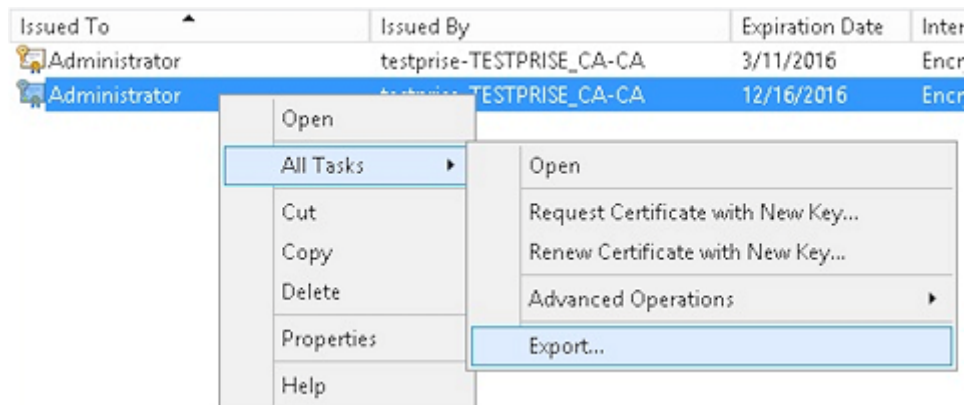 Issued To Issued By Expiration Date Inter
Administrator testprise-TESTPRISE_CA-CA 3/11/2016 Encr
Administrator testprise-TESTPRISE_CA-CA 12/16/2016 Encr
Open
All Tasks
Cut
Copy
Delete
Properties
Help
Open
Request Certificate with New Key...
Renew Certificate with New Key...
Advanced Operations
Export...